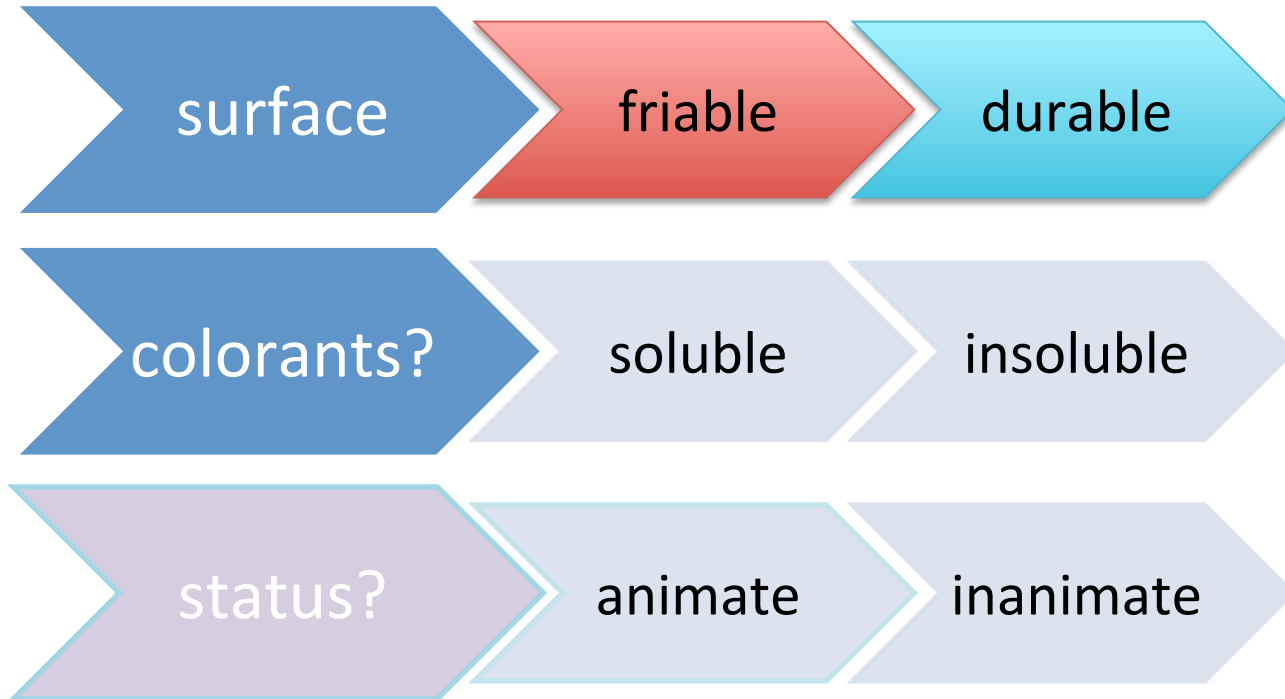 surface friable durable
colorants? soluble insoluble
status? animate inanimate